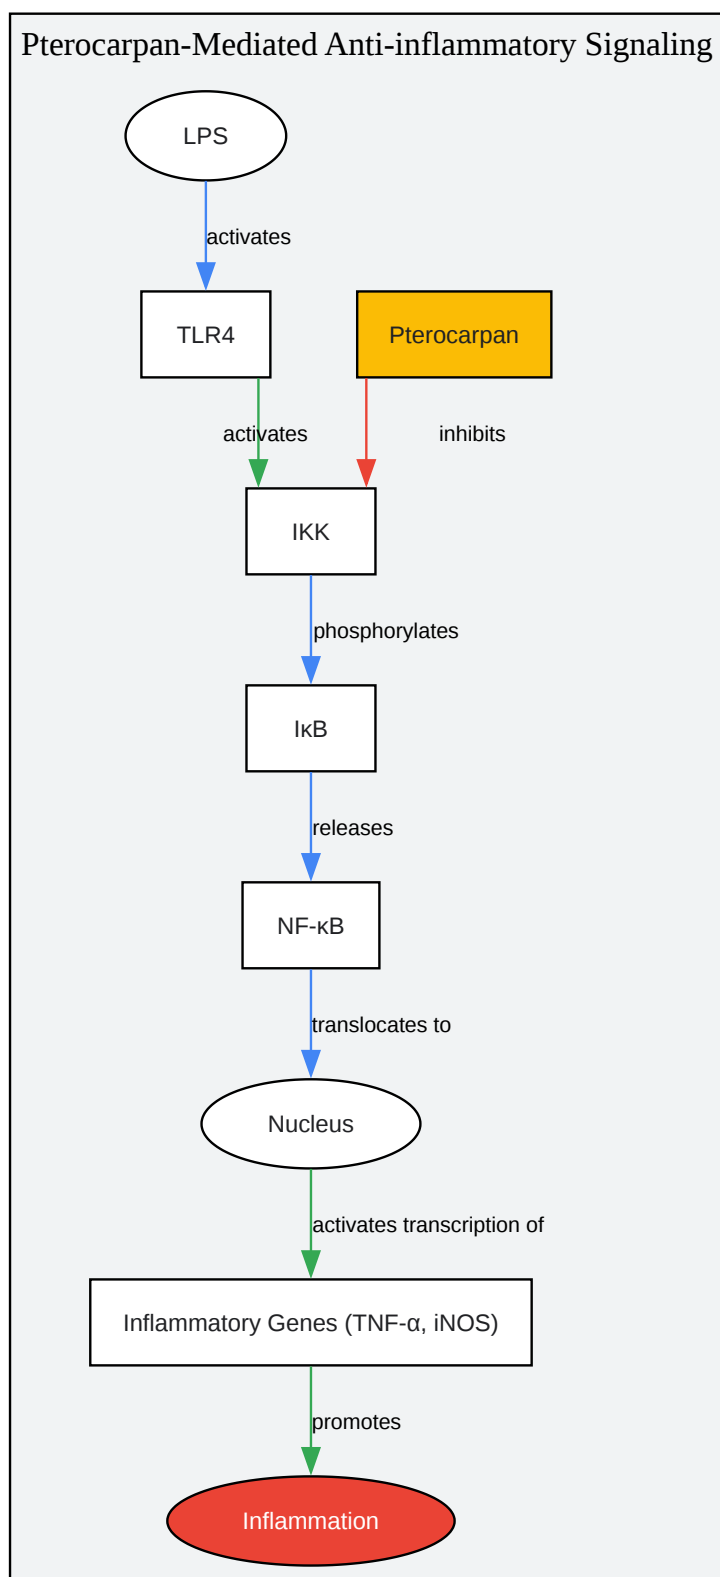 Pterocarpan-Mediated Anti-inflammatory Signaling
LPS
activates
TLR4
Pterocarpan
activates
inhibits
IKK
phosphorylates
IκB
releases
NF-κB
translocates to
Nucleus
activates transcription of
Inflammatory Genes (TNF-α, iNOS)
promotes
Inflammation